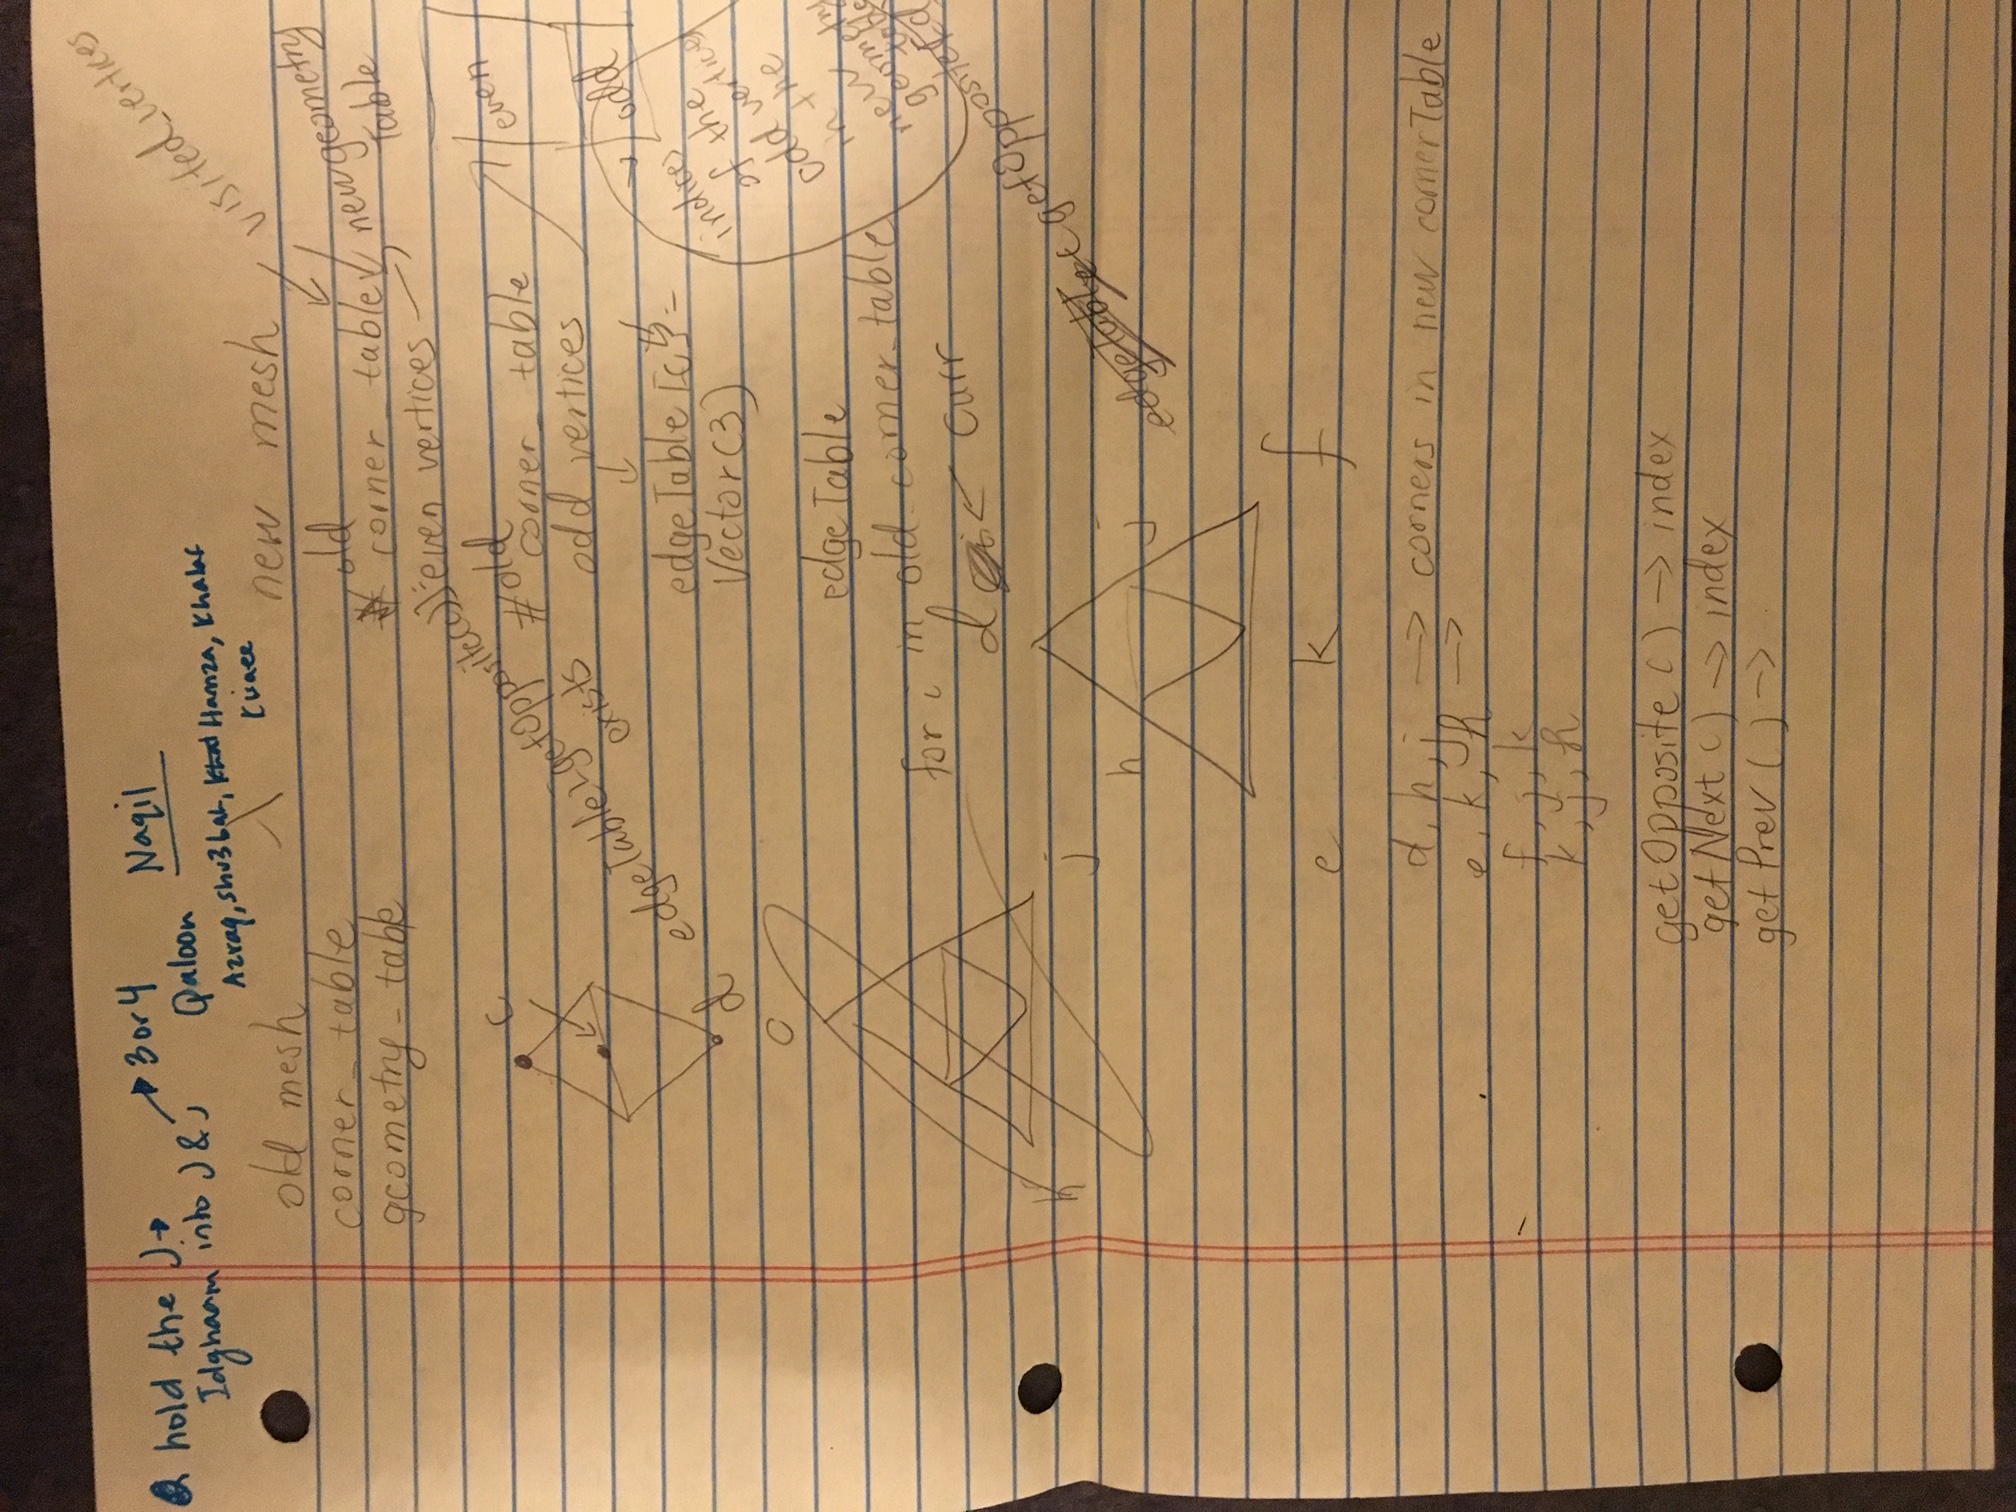 hold the ل →
Idghaam into ل & ر → 3 or 4
Naqil
Qaloon
Azraq, Shu3bah, Hamza, Khalaf
Kisaee
old mesh
corner_table
geometry_table
new mesh
visited_vertices
old
corner_table
new geometry
Table
even vertices →
# old
corner_table
odd vertices
↓
edgeTable[c] =
Vector(3)
even
odd
indices
of the
odd vertices
in the
new
geometry
table
c
d
edgeTable[getOpposite(c)]
exists
edgeTable
for i in old corner_table
d ← curr
h
j
getOpposite
h
j
e k f
d, h, j → corners in new cornerTable
e, k, h →
f, j, k
k, j, h
getOpposite ( ) → index
getNext ( ) → index
getPrev ( ) →